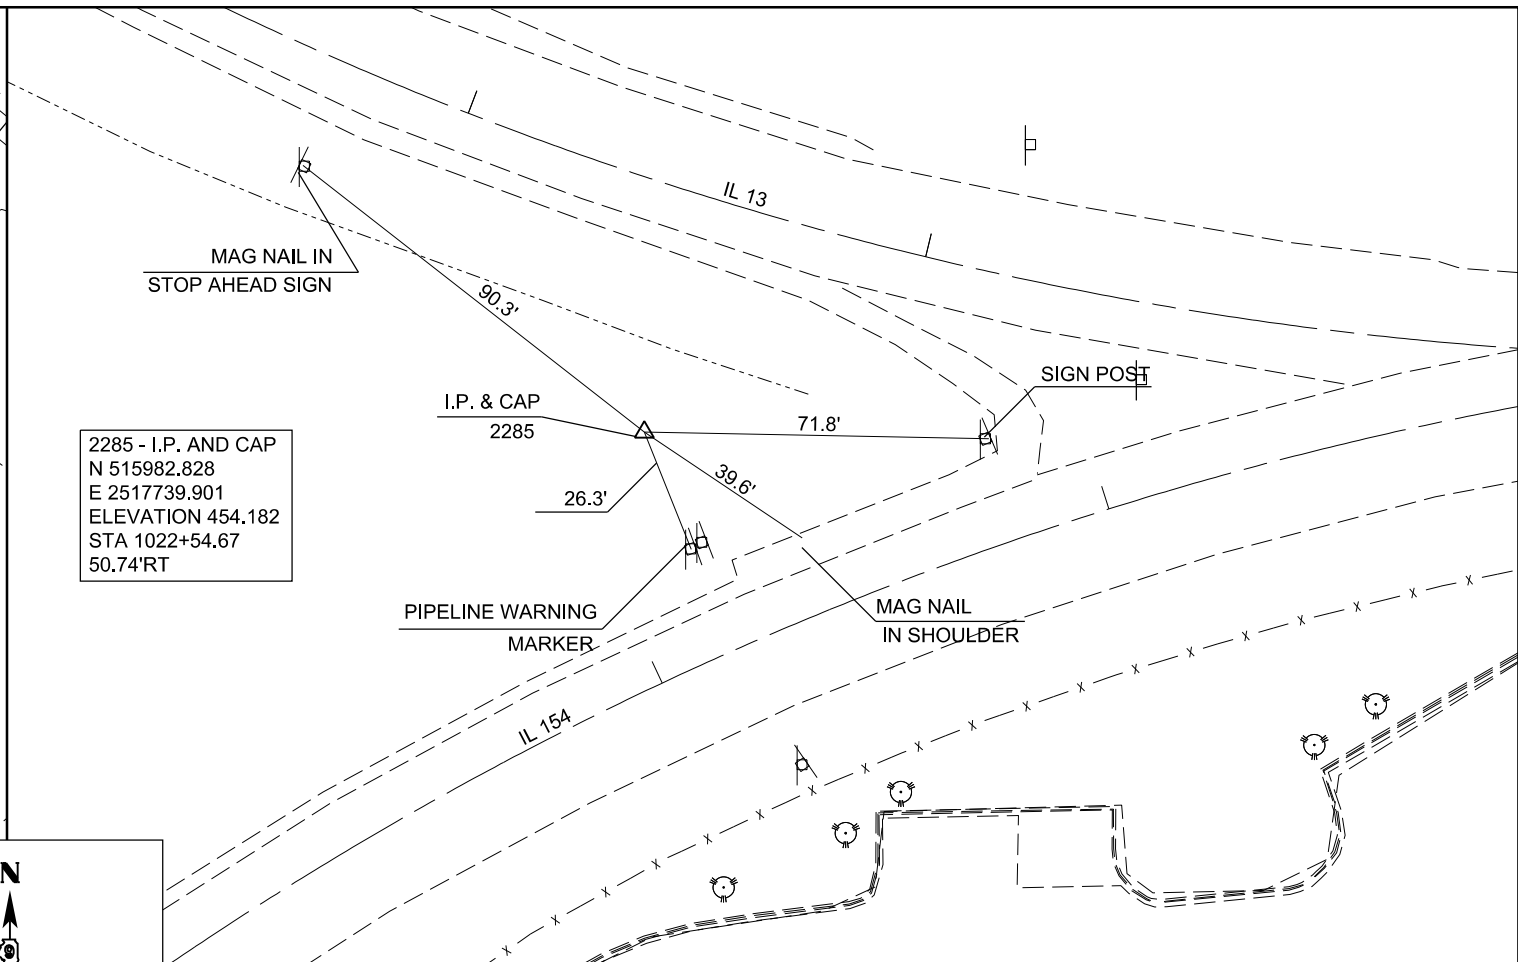 IL 13
MAG NAIL IN
STOP AHEAD SIGN
90.3'
SIGN POST
I.P. & CAP
2285
71.8'
2285 - I.P. AND CAP
N 515982.828
E 2517739.901
ELEVATION 454.182
STA 1022+54.67
50.74'RT
39.6'
26.3'
PIPELINE WARNING
MARKER
MAG NAIL
IN SHOULDER
IL 154
N